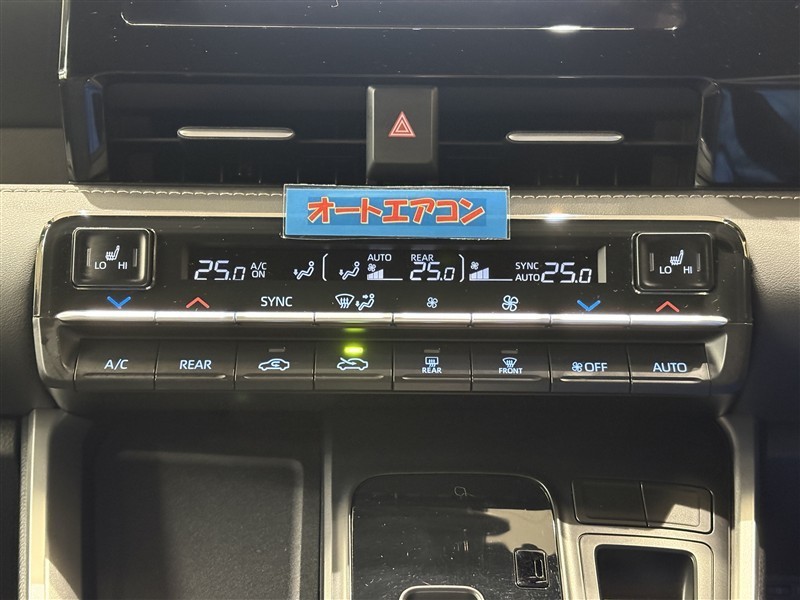 オートエアコン
LO HI
25.0 A/C ON
AUTO
REAR 25.0
SYNC AUTO 25.0
LO HI
SYNC
A/C
REAR
REAR
FRONT
OFF
AUTO